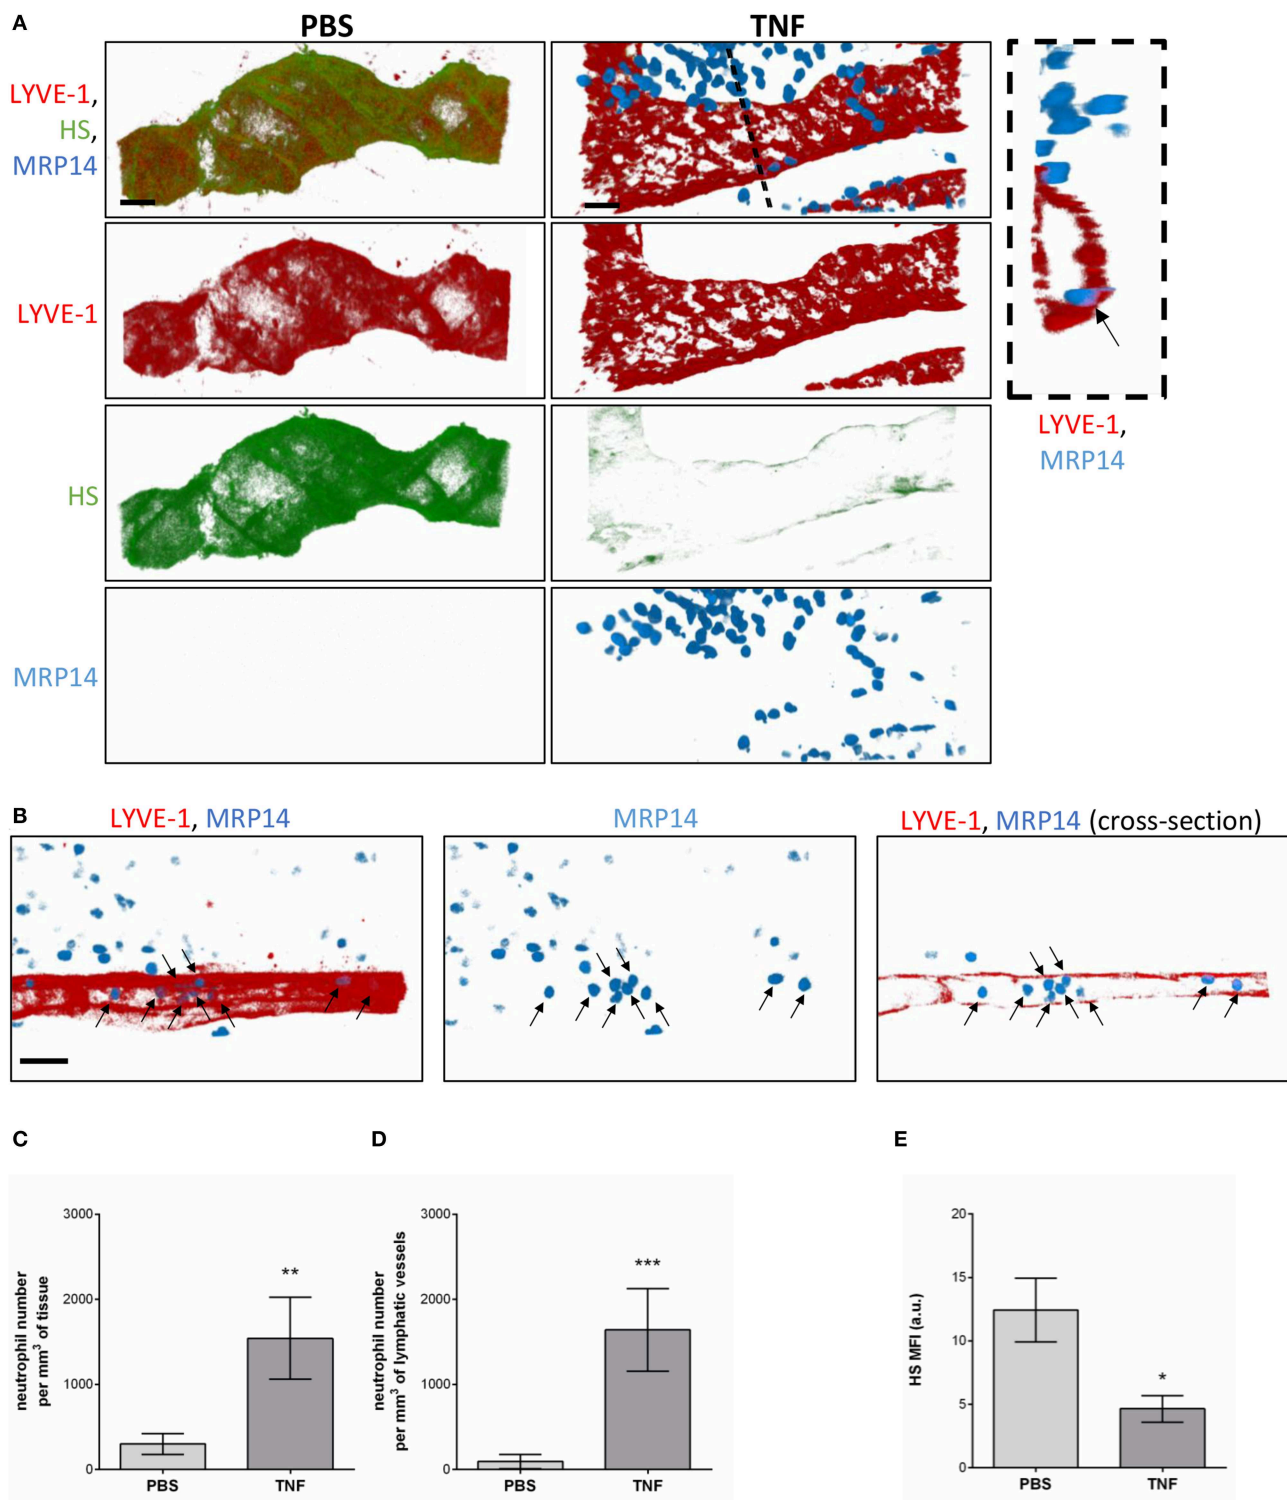 A
PBS
TNF
LYVE-1,
HS,
MRP14
LYVE-1
HS
MRP14
LYVE-1,
MRP14
B
LYVE-1, MRP14
MRP14
LYVE-1, MRP14 (cross-section)
C
D
E
neutrophil number
per mm³ of tissue
3000
2000
1000
0
**
PBS
TNF
neutrophil number
per mm³ of lymphatic vessels
3000
2000
1000
0
***
PBS
TNF
HS MFI (a.u.)
20
15
10
5
0
*
PBS
TNF